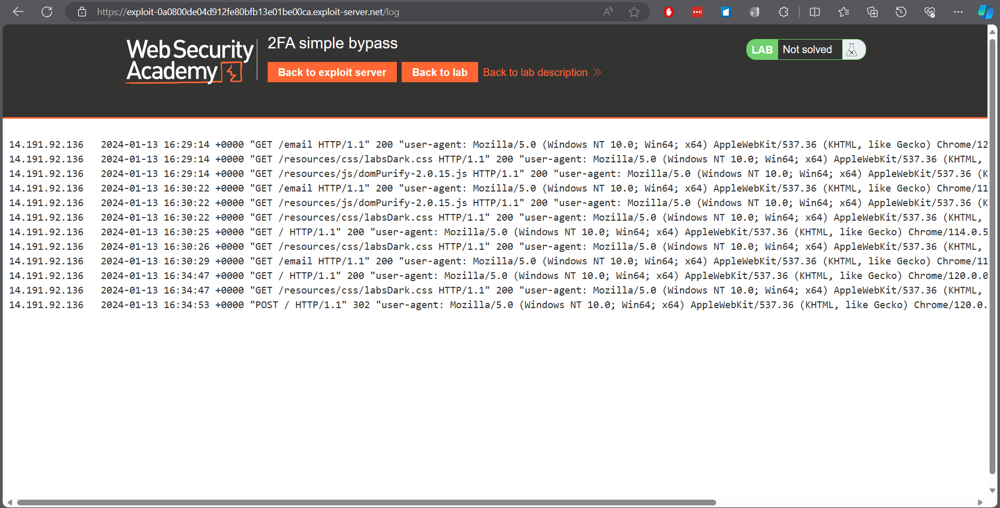 https://exploit-0a0800de04d912fe80bfb13e01be00ca.exploit-server.net/log
Web Security
Academy
2FA simple bypass
Back to exploit server
Back to lab
Back to lab description
LAB
Not solved
14.191.92.136 2024-01-13 16:29:14 +0000 "GET /email HTTP/1.1" 200 "user-agent: Mozilla/5.0 (Windows NT 10.0; Win64; x64) AppleWebKit/537.36 (KHTML, like Gecko) Chrome/12
14.191.92.136 2024-01-13 16:29:14 +0000 "GET /resources/css/labsDark.css HTTP/1.1" 200 "user-agent: Mozilla/5.0 (Windows NT 10.0; Win64; x64) AppleWebKit/537.36 (KHTML,
14.191.92.136 2024-01-13 16:29:14 +0000 "GET /resources/js/domPurify-2.0.15.js HTTP/1.1" 200 "user-agent: Mozilla/5.0 (Windows NT 10.0; Win64; x64) AppleWebKit/537.36 (K
14.191.92.136 2024-01-13 16:30:22 +0000 "GET /email HTTP/1.1" 200 "user-agent: Mozilla/5.0 (Windows NT 10.0; Win64; x64) AppleWebKit/537.36 (KHTML, like Gecko) Chrome/11
14.191.92.136 2024-01-13 16:30:22 +0000 "GET /resources/js/domPurify-2.0.15.js HTTP/1.1" 200 "user-agent: Mozilla/5.0 (Windows NT 10.0; Win64; x64) AppleWebKit/537.36 (K
14.191.92.136 2024-01-13 16:30:22 +0000 "GET /resources/css/labsDark.css HTTP/1.1" 200 "user-agent: Mozilla/5.0 (Windows NT 10.0; Win64; x64) AppleWebKit/537.36 (KHTML,
14.191.92.136 2024-01-13 16:30:25 +0000 "GET / HTTP/1.1" 200 "user-agent: Mozilla/5.0 (Windows NT 10.0; Win64; x64) AppleWebKit/537.36 (KHTML, like Gecko) Chrome/114.0.5
14.191.92.136 2024-01-13 16:30:26 +0000 "GET /resources/css/labsDark.css HTTP/1.1" 200 "user-agent: Mozilla/5.0 (Windows NT 10.0; Win64; x64) AppleWebKit/537.36 (KHTML,
14.191.92.136 2024-01-13 16:30:29 +0000 "GET /email HTTP/1.1" 200 "user-agent: Mozilla/5.0 (Windows NT 10.0; Win64; x64) AppleWebKit/537.36 (KHTML, like Gecko) Chrome/11
14.191.92.136 2024-01-13 16:34:47 +0000 "GET / HTTP/1.1" 200 "user-agent: Mozilla/5.0 (Windows NT 10.0; Win64; x64) AppleWebKit/537.36 (KHTML, like Gecko) Chrome/120.0.0
14.191.92.136 2024-01-13 16:34:47 +0000 "GET /resources/css/labsDark.css HTTP/1.1" 200 "user-agent: Mozilla/5.0 (Windows NT 10.0; Win64; x64) AppleWebKit/537.36 (KHTML,
14.191.92.136 2024-01-13 16:34:53 +0000 "POST / HTTP/1.1" 302 "user-agent: Mozilla/5.0 (Windows NT 10.0; Win64; x64) AppleWebKit/537.36 (KHTML, like Gecko) Chrome/120.0.